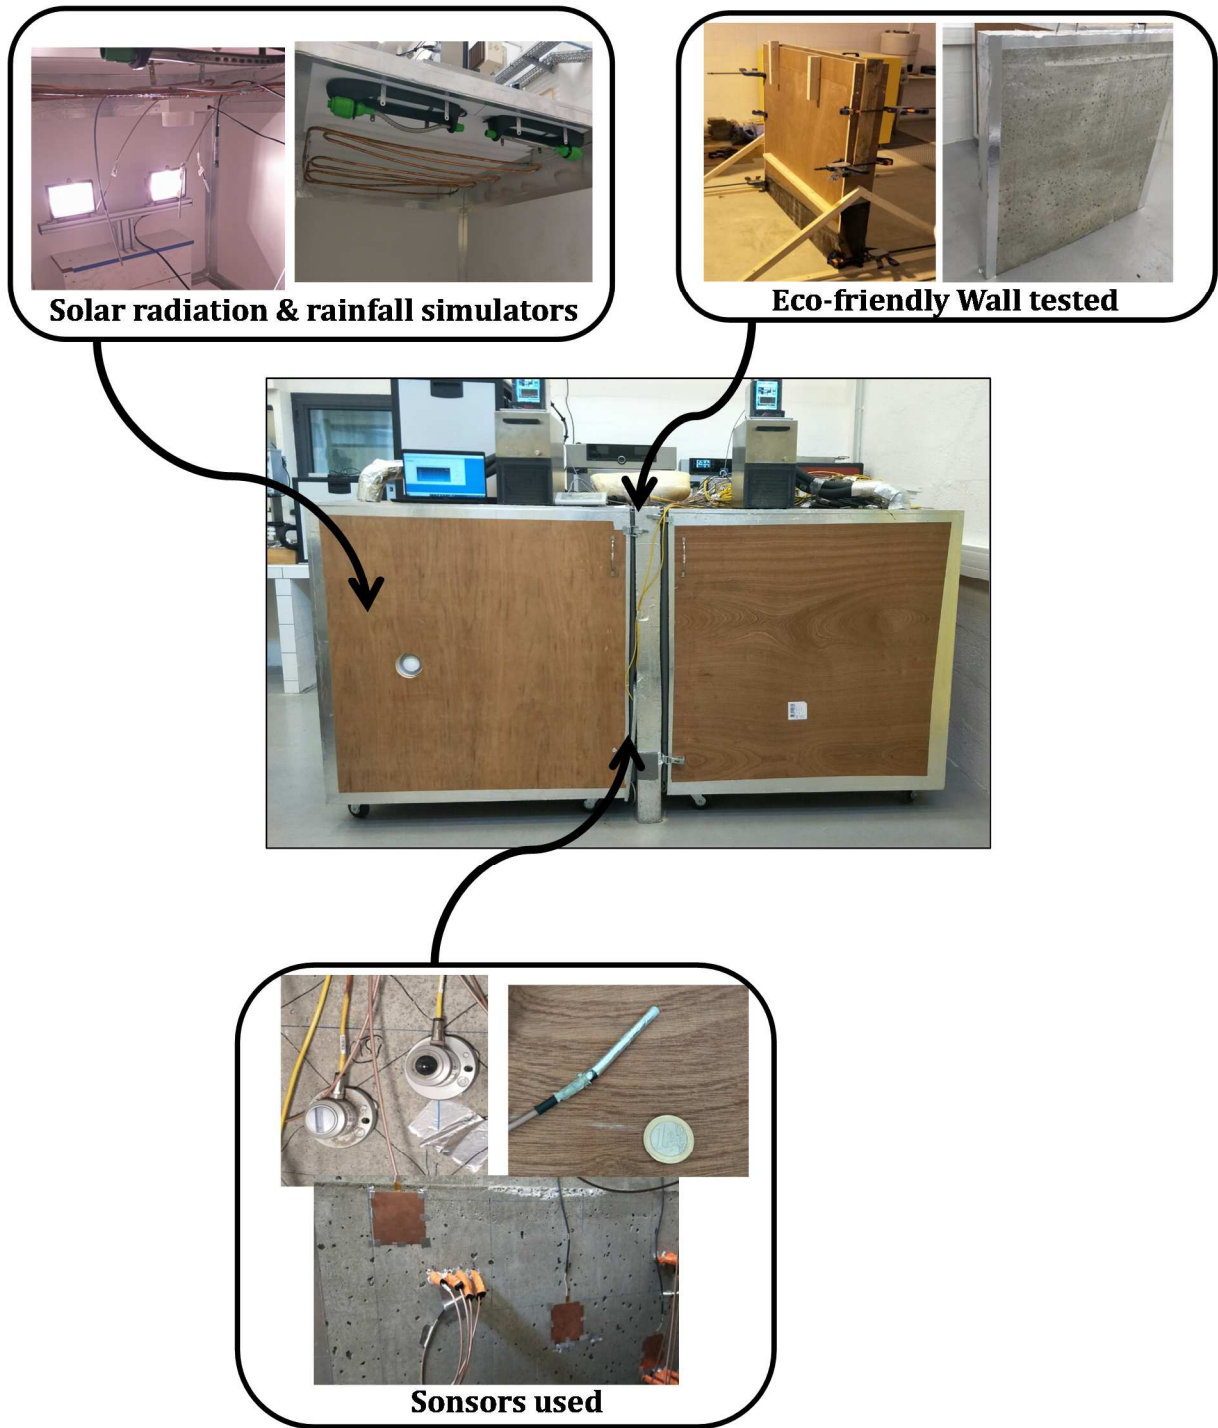 Solar radiation & rainfall simulators
Eco-friendly Wall tested
Sonsors used